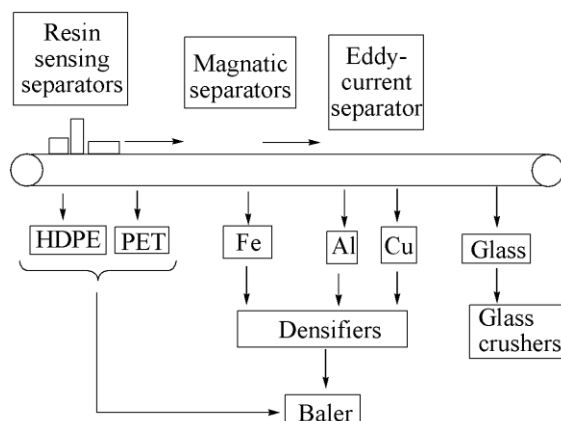 Resin
sensing
separators
Magnatic
separators
Eddy-
current
separator
HDPE
PET
Fe
Al
Cu
Glass
Densifiers
Glass
crushers
Baler